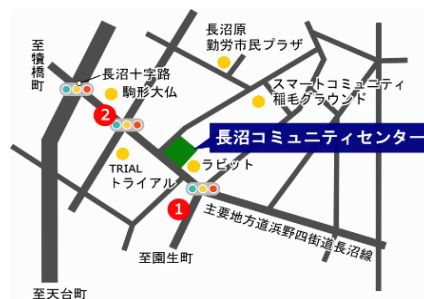 至犢橋町
長沼十字路
駒形大仏
長沼原
勤労市民プラザ
スマートコミュニティ
稲毛グラウンド
2
長沼コミュニティセンター
TRIAL
トライアル
ラビット
1
主要地方道浜野四街道長沼線
至園生町
至天台町